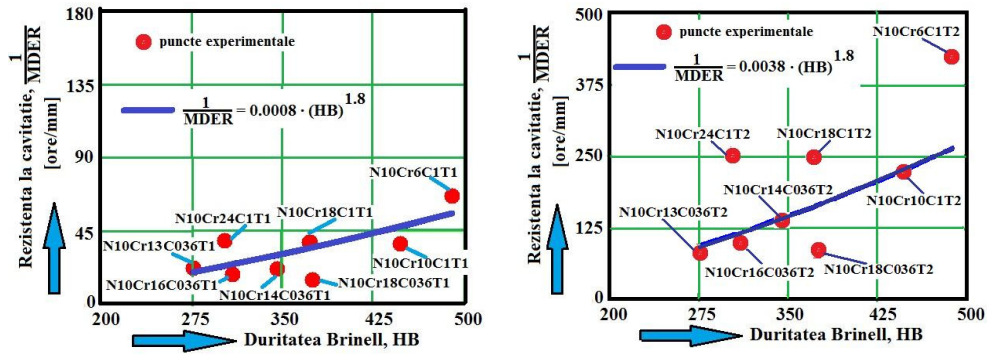 180
135
90
45
0
Rezistenta la cavitatie, 1/MDER
[ore/mm]
puncte experimentale
1/MDER = 0.0008 · (HB)^1.8
N10Cr6C1T1
N10Cr24C1T1
N10Cr18C1T1
N10Cr13C036T1
N10Cr10C1T1
N10Cr16C036T1
N10Cr14C036T1
N10Cr18C036T1
200 275 350 425 500
Duritatea Brinell, HB
500
375
250
125
0
Rezistenta la cavitatie, 1/MDER
[ore/mm]
puncte experimentale
N10Cr6C1T2
1/MDER = 0.0038 · (HB)^1.8
N10Cr24C1T2
N10Cr18C1T2
N10Cr14C036T2
N10Cr13C036T2
N10Cr10C1T2
N10Cr16C036T2
N10Cr18C036T2
200 275 350 425 500
Duritatea Brinell, HB